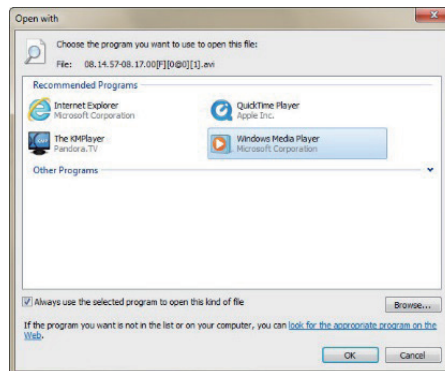 Open with
Choose the program you want to use to open this file:
File: 08.14.57-08.17.00[F][0@0][1].avi
Recommended Programs
Internet Explorer
Microsoft Corporation
QuickTime Player
Apple Inc.
The KMPlayer
Pandora.TV
Windows Media Player
Microsoft Corporation
Other Programs
Always use the selected program to open this kind of file
Browse...
If the program you want is not in the list or on your computer, you can look for the appropriate program on the
Web.
OK
Cancel